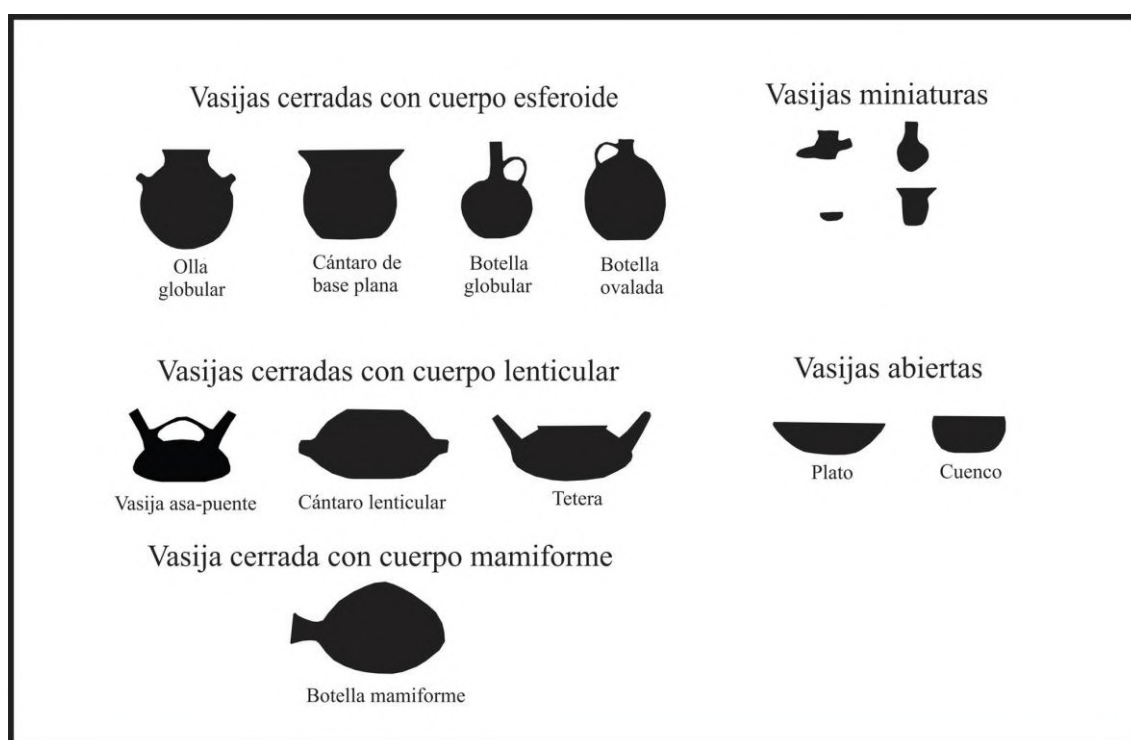 Vasijas cerradas con cuerpo esferoide
Olla
globular
Cántaro de
base plana
Botella
globular
Botella
ovalada
Vasijas miniaturas
Vasijas cerradas con cuerpo lenticular
Vasija asa-puente
Cántaro lenticular
Tetera
Vasijas abiertas
Plato
Cuenco
Vasija cerrada con cuerpo mamiforme
Botella mamiforme